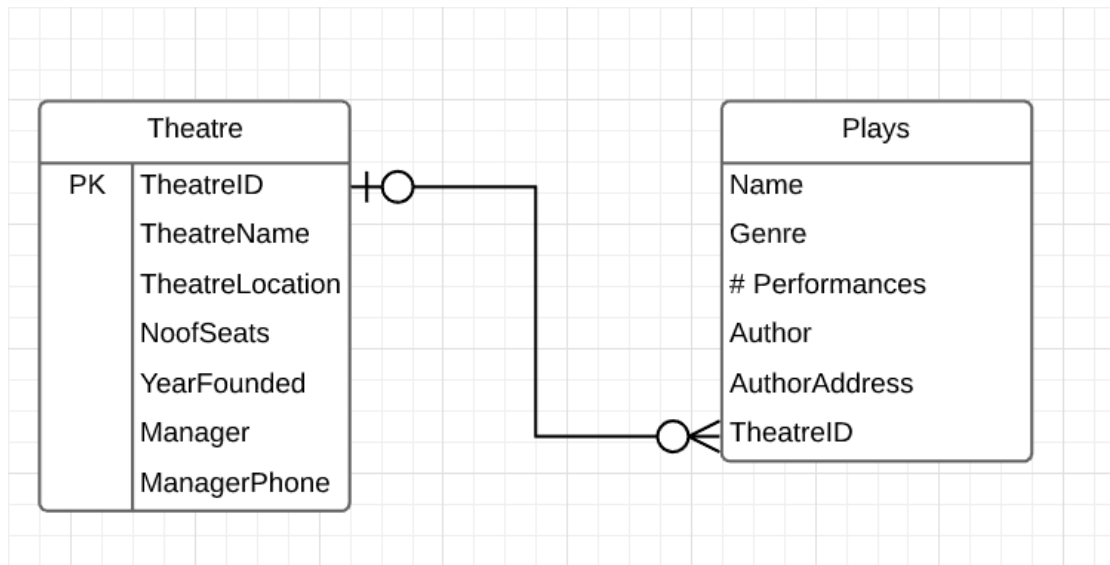 Theatre
PK TheatreID
TheatreName
TheatreLocation
NoofSeats
YearFounded
Manager
ManagerPhone
Plays
Name
Genre
# Performances
Author
AuthorAddress
TheatreID